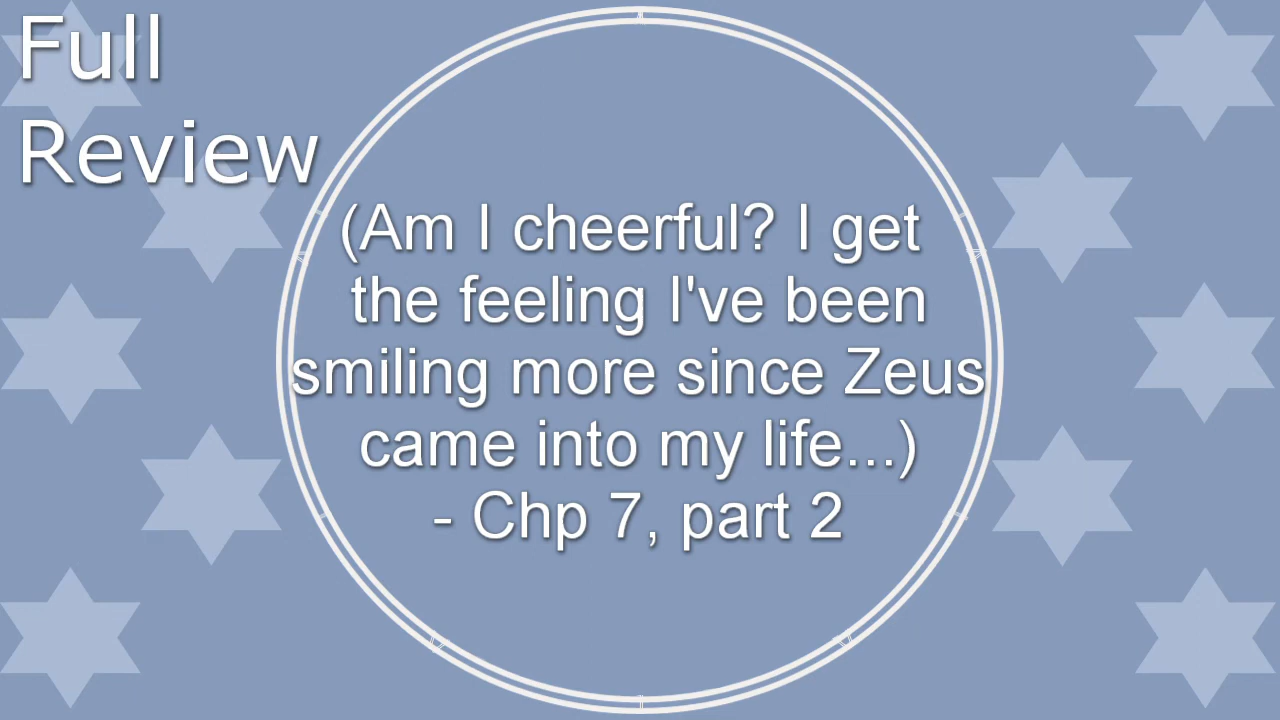 Full
Review
(Am I cheerful? I get
the feeling I've been
smiling more since Zeus
came into my life...)
- Chp 7, part 2